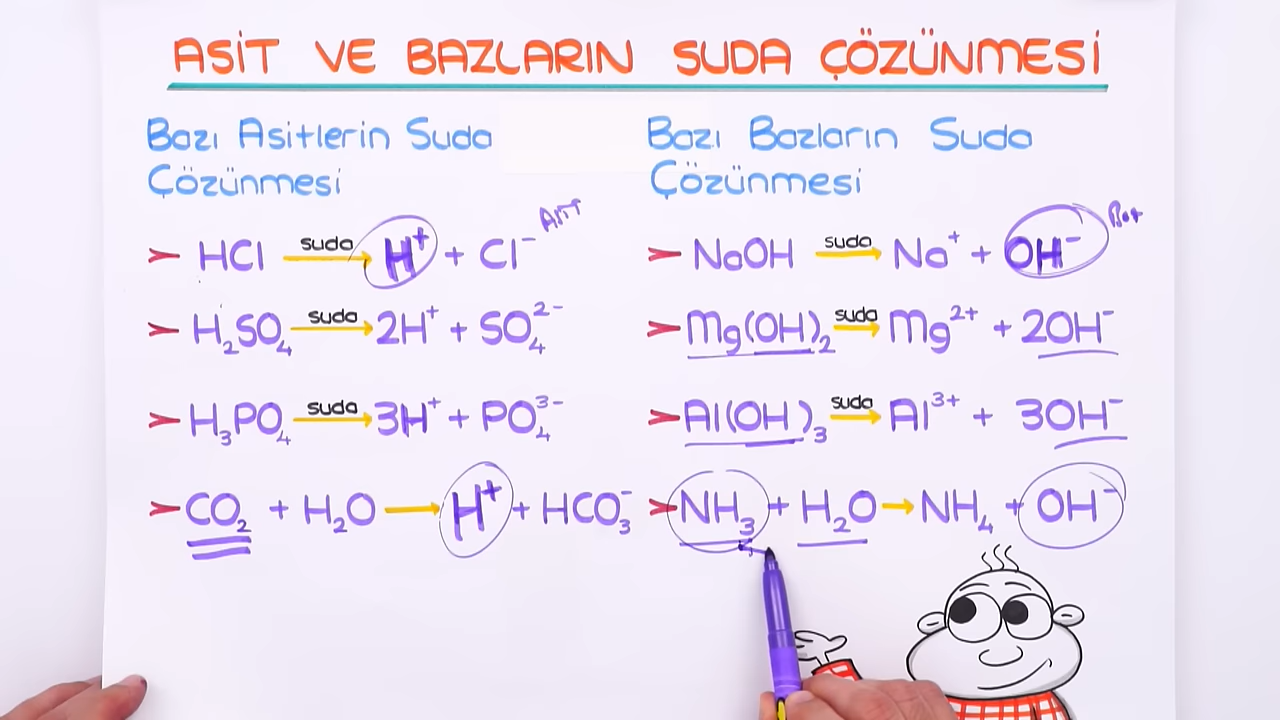 ASİT VE BAZLARIN SUDA ÇÖZÜNMESİ
Bazı Asitlerin Suda
Çözünmesi
➤ HCl suda→ H⁺ + Cl⁻ Asit
➤ H₂SO₄ suda→ 2H⁺ + SO₄²⁻
➤ H₃PO₄ suda→ 3H⁺ + PO₄³⁻
➤ CO₂ + H₂O → H⁺ + HCO₃⁻
Bazı Bazların Suda
Çözünmesi
➤ NaOH suda→ Na⁺ + OH⁻ Baz
➤ Mg(OH)₂ suda→ Mg²⁺ + 2OH⁻
➤ Al(OH)₃ suda→ Al³⁺ + 3OH⁻
➤ NH₃ + H₂O → NH₄ + OH⁻